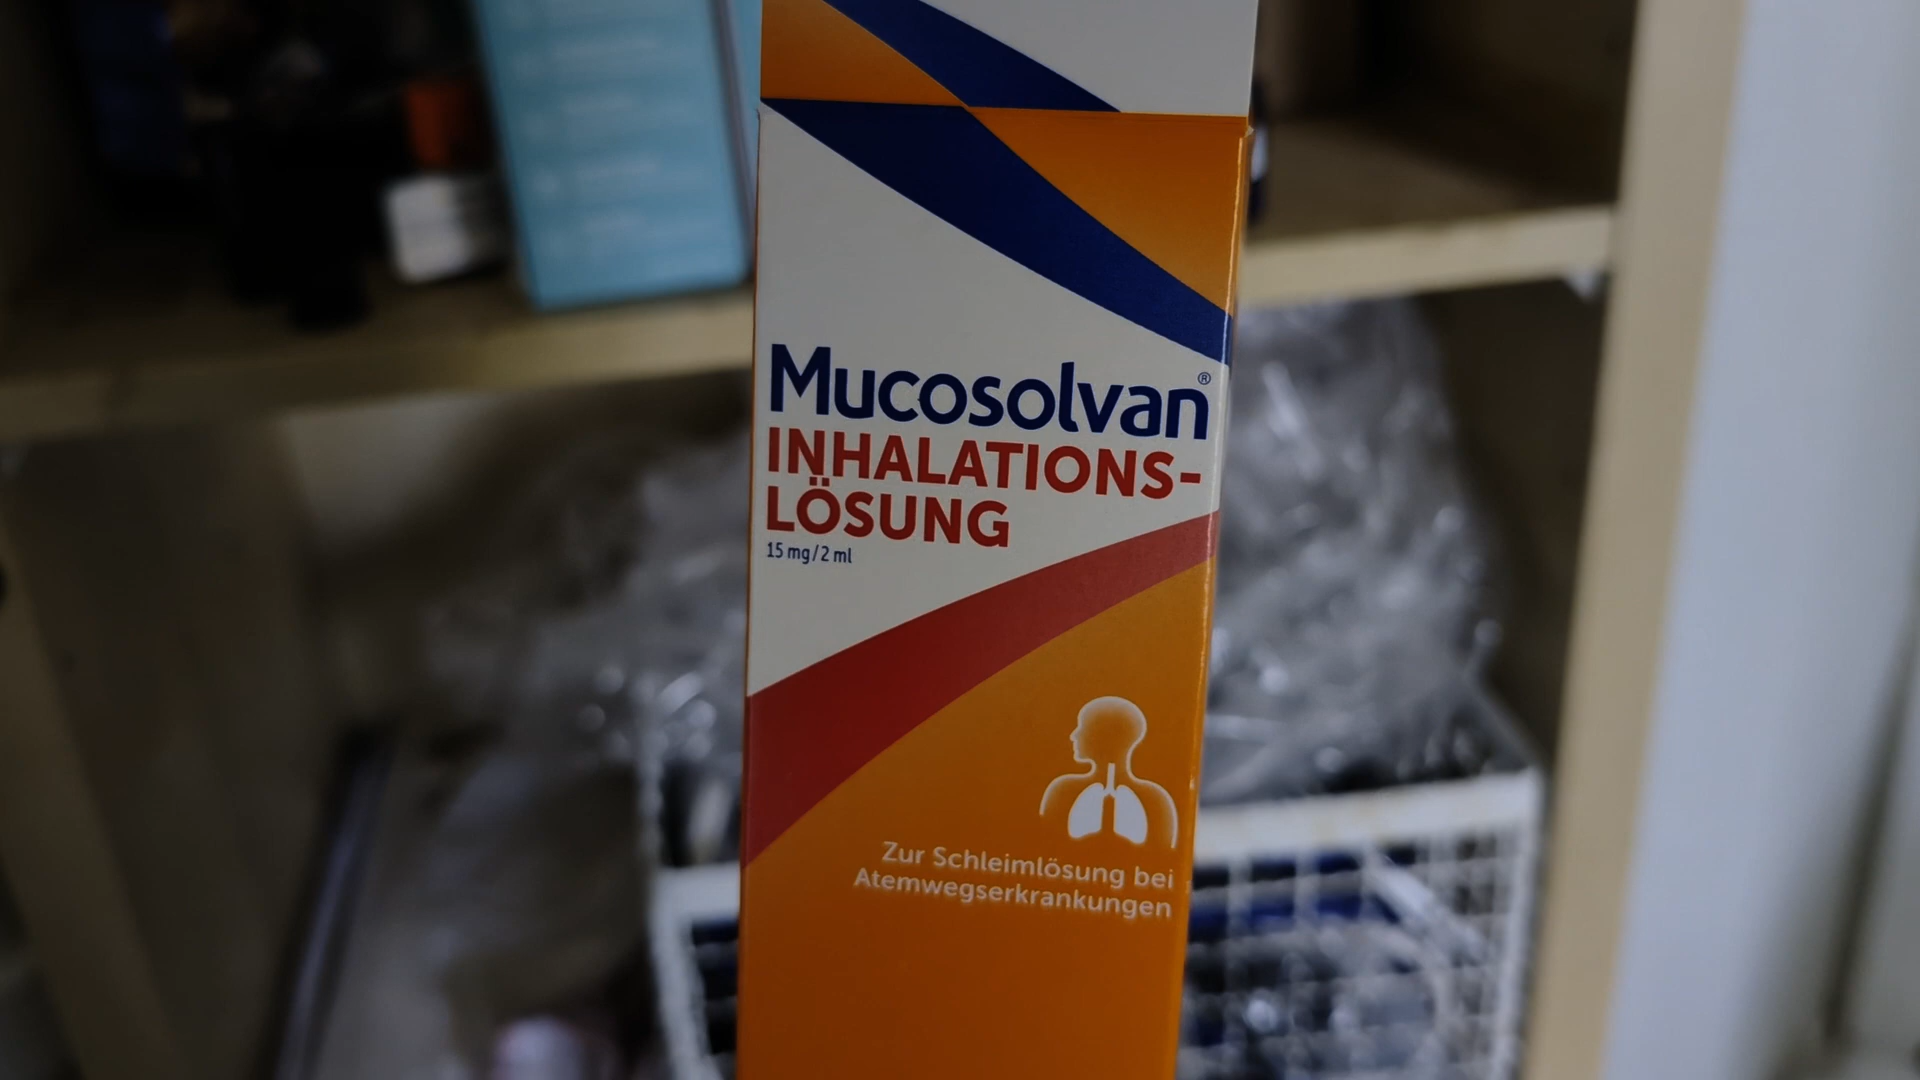 Mucosolvan®
INHALATIONS-
LÖSUNG
15 mg/2 ml
Zur Schleimlösung bei
Atemwegserkrankungen